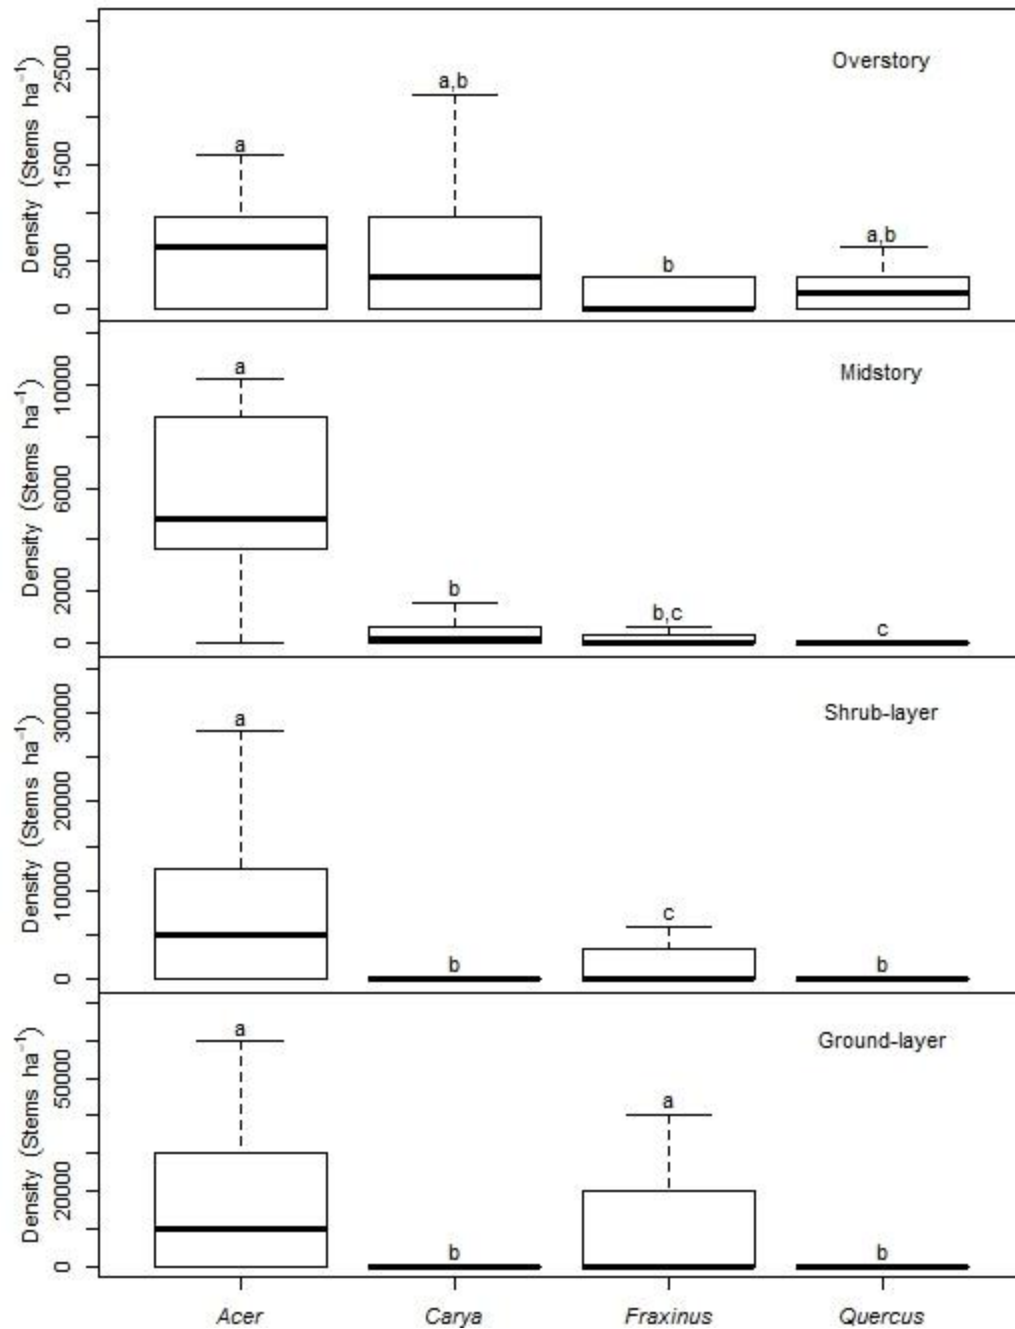 Overstory
Density (Stems ha⁻¹)
0 500 1500 2500
a a,b b a,b
Midstory
Density (Stems ha⁻¹)
0 2000 6000 10000
a b b,c c
Shrub-layer
Density (Stems ha⁻¹)
0 10000 20000 30000
a b c b
Ground-layer
Density (Stems ha⁻¹)
0 20000 50000
a b a b
Acer Carya Fraxinus Quercus